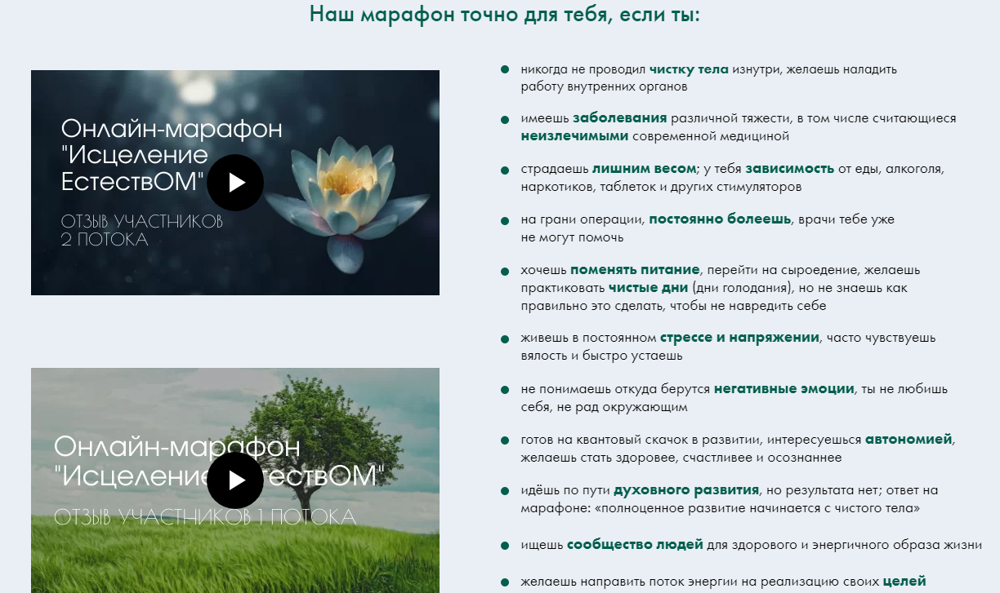 Наш марафон точно для тебя, если ты:
Онлайн-марафон
"Исцеление
ЕстествОМ"
ОТЗЫВ УЧАСТНИКОВ
2 ПОТОКА
Онлайн-марафон
"Исцеление ЕстествОМ"
ОТЗЫВ УЧАСТНИКОВ 1 ПОТОКА
никогда не проводил чистку тела изнутри, желаешь наладить
работу внутренних органов
имеешь заболевания различной тяжести, в том числе считающиеся
неизлечимыми современной медициной
страдаешь лишним весом; у тебя зависимость от еды, алкоголя,
наркотиков, таблеток и других стимуляторов
на грани операции, постоянно болеешь, врачи тебе уже
не могут помочь
хочешь поменять питание, перейти на сыроедение, желаешь
практиковать чистые дни (дни голодания), но не знаешь как
правильно это сделать, чтобы не навредить себе
живешь в постоянном стрессе и напряжении, часто чувствуешь
вялость и быстро устаешь
не понимаешь откуда берутся негативные эмоции, ты не любишь
себя, не рад окружающим
готов на квантовый скачок в развитии, интересуешься автономией,
желаешь стать здоровее, счастливее и осознаннее
идёшь по пути духовного развития, но результата нет; ответ на
марафоне: «полноценное развитие начинается с чистого тела»
ищешь сообщество людей для здорового и энергичного образа жизни
желаешь направить поток энергии на реализацию своих целей